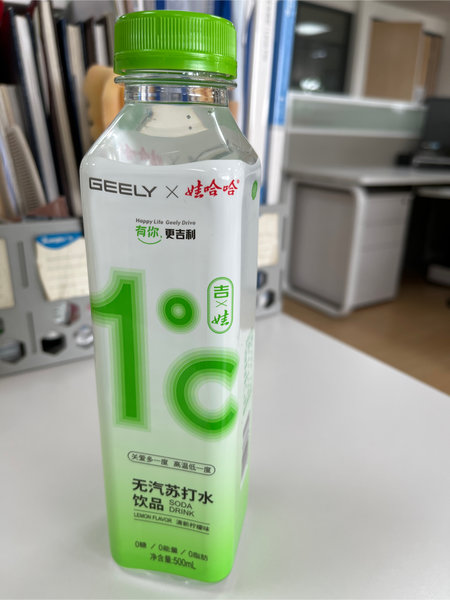 GEELY × 娃哈哈®
Happy Life Geely Drive
有你,更吉利
吉×娃
1°C
关爱多一度 高温低一度
无汽苏打水
饮品 SODA DRINK
LEMON FLAVOR 清新柠檬味
0糖 / 0能量 / 0脂肪
净含量:500mL